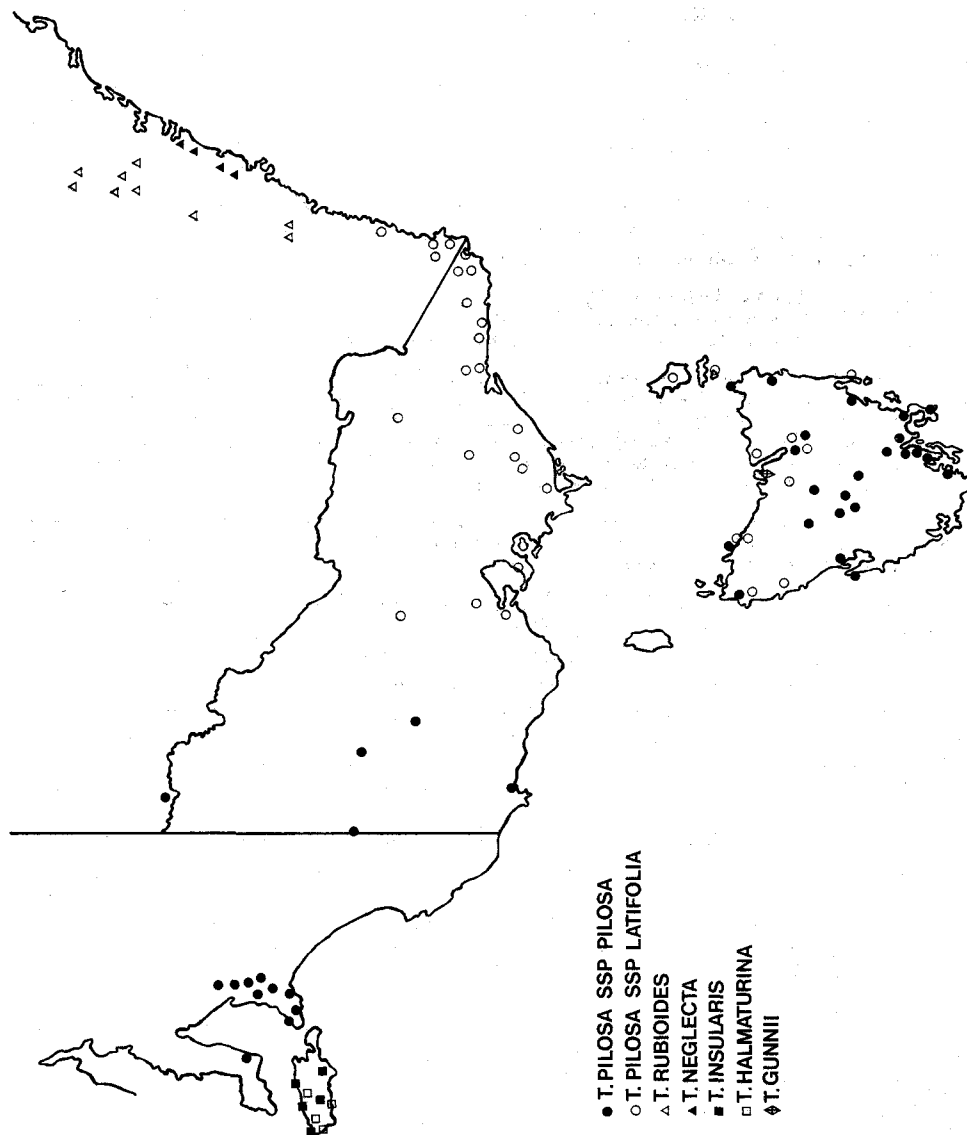 T. PILOSA SSP PILOSA
T. PILOSA SSP LATIFOLIA
T. RUBIOIDES
T. NEGLECTA
T. INSULARIS
T. HALMATURINA
T. GUNNII